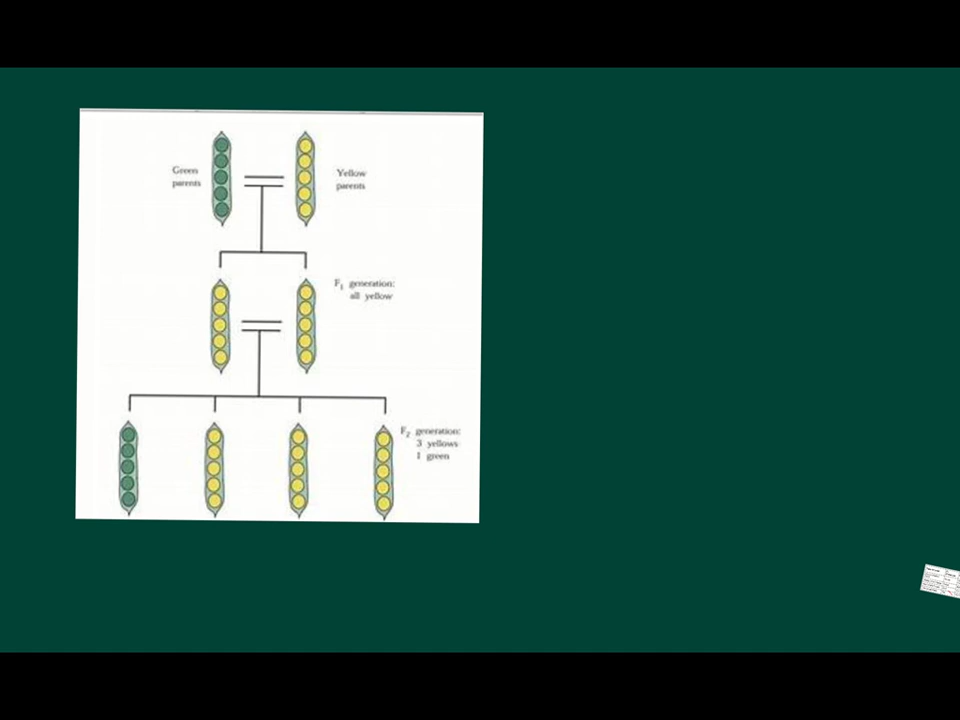 Green
parents
Yellow
parents
F₁ generation:
all yellow
F₂ generation:
3 yellows
1 green